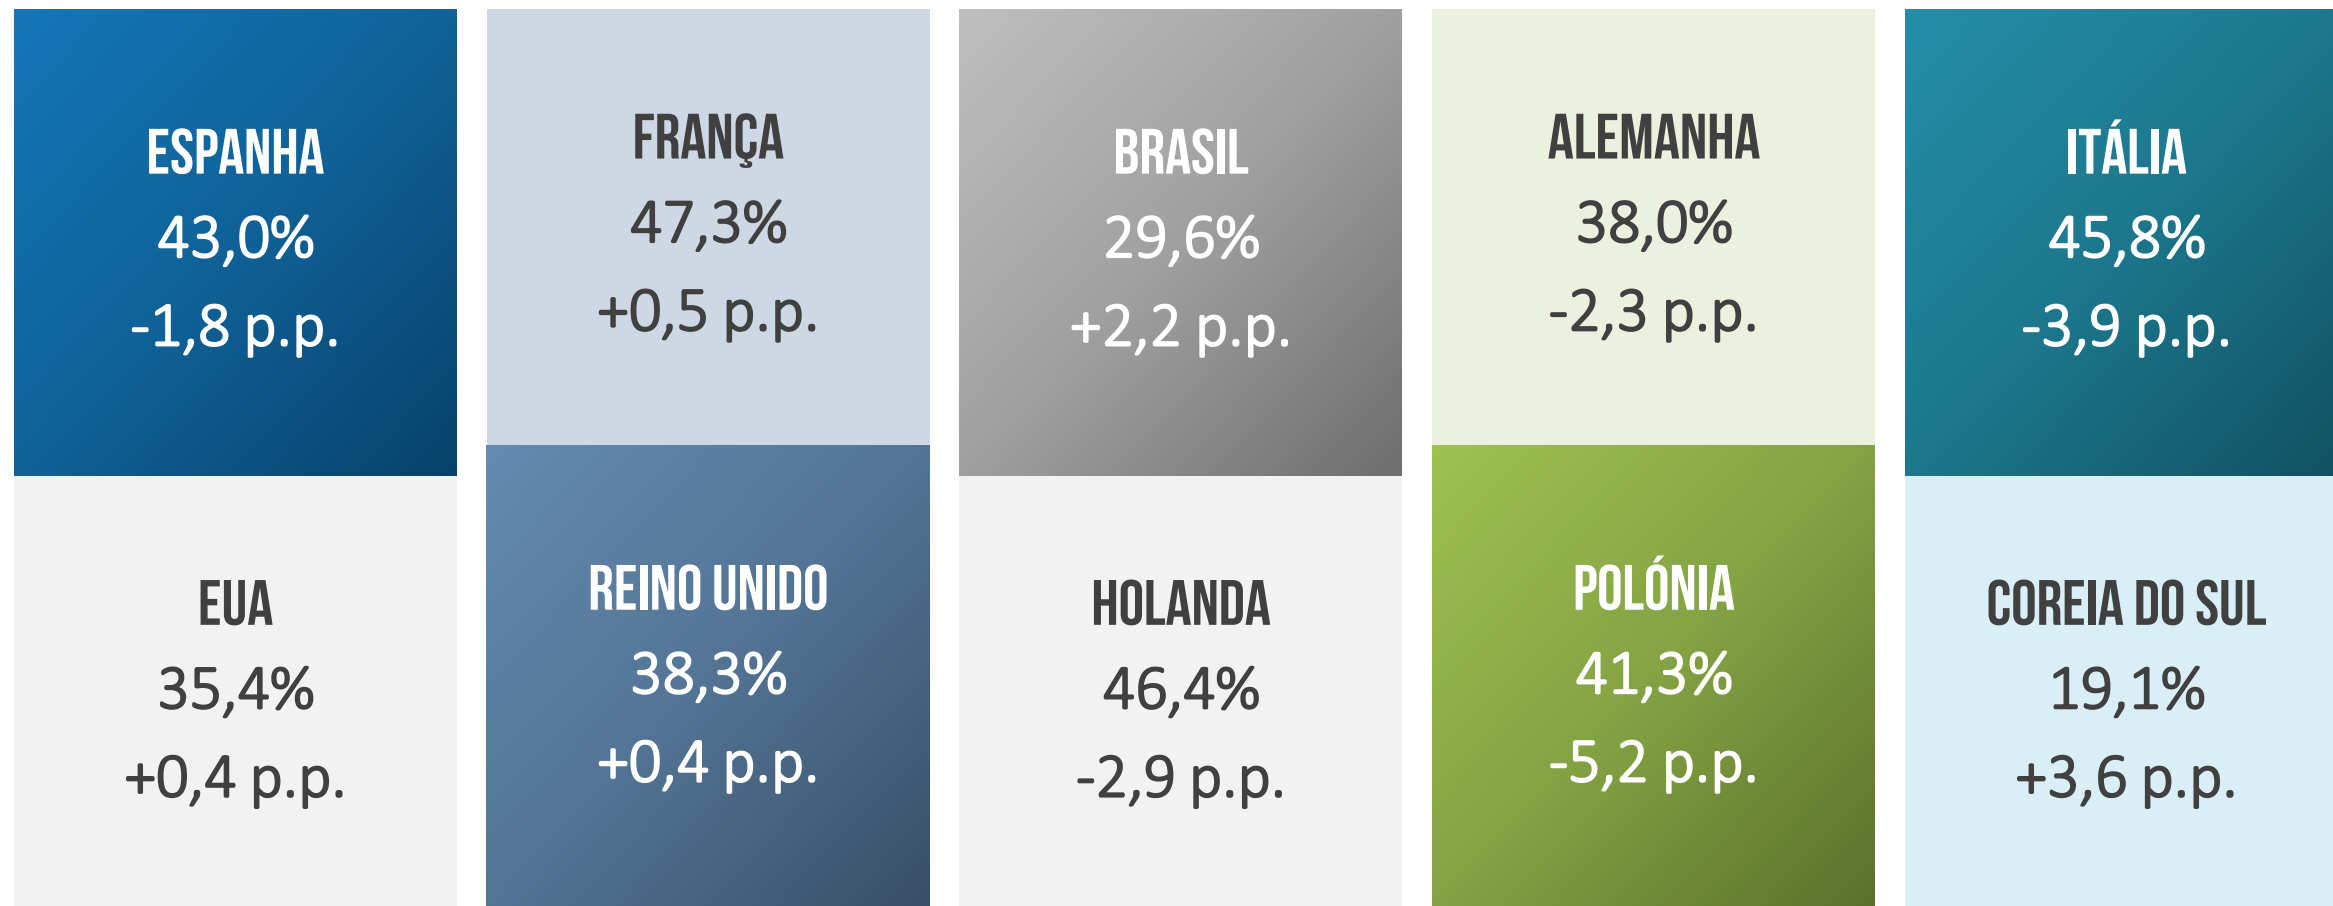 ESPANHA
43,0%
-1,8 p.p.
FRANÇA
47,3%
+0,5 p.p.
BRASIL
29,6%
+2,2 p.p.
ALEMANHA
38,0%
-2,3 p.p.
ITÁLIA
45,8%
-3,9 p.p.
EUA
35,4%
+0,4 p.p.
REINO UNIDO
38,3%
+0,4 p.p.
HOLANDA
46,4%
-2,9 p.p.
POLÓNIA
41,3%
-5,2 p.p.
COREIA DO SUL
19,1%
+3,6 p.p.